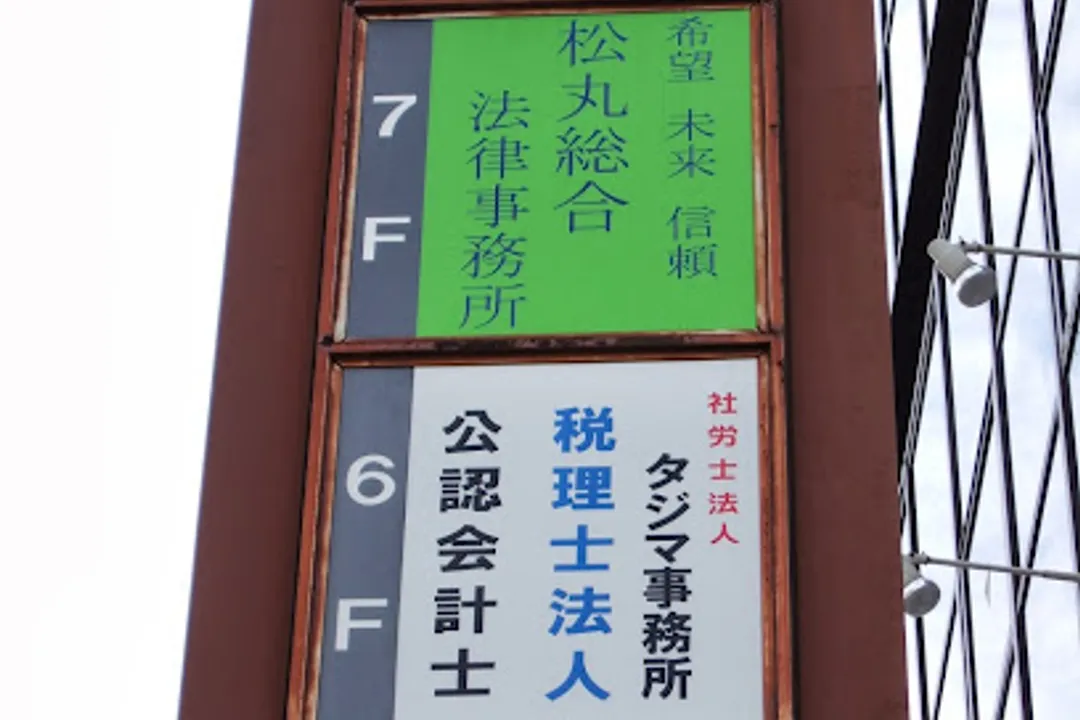 7F
希望 未来 信頼
松丸総合
法律事務所
6F
社労士法人
タジマ事務所
税理士法人
公認会計士